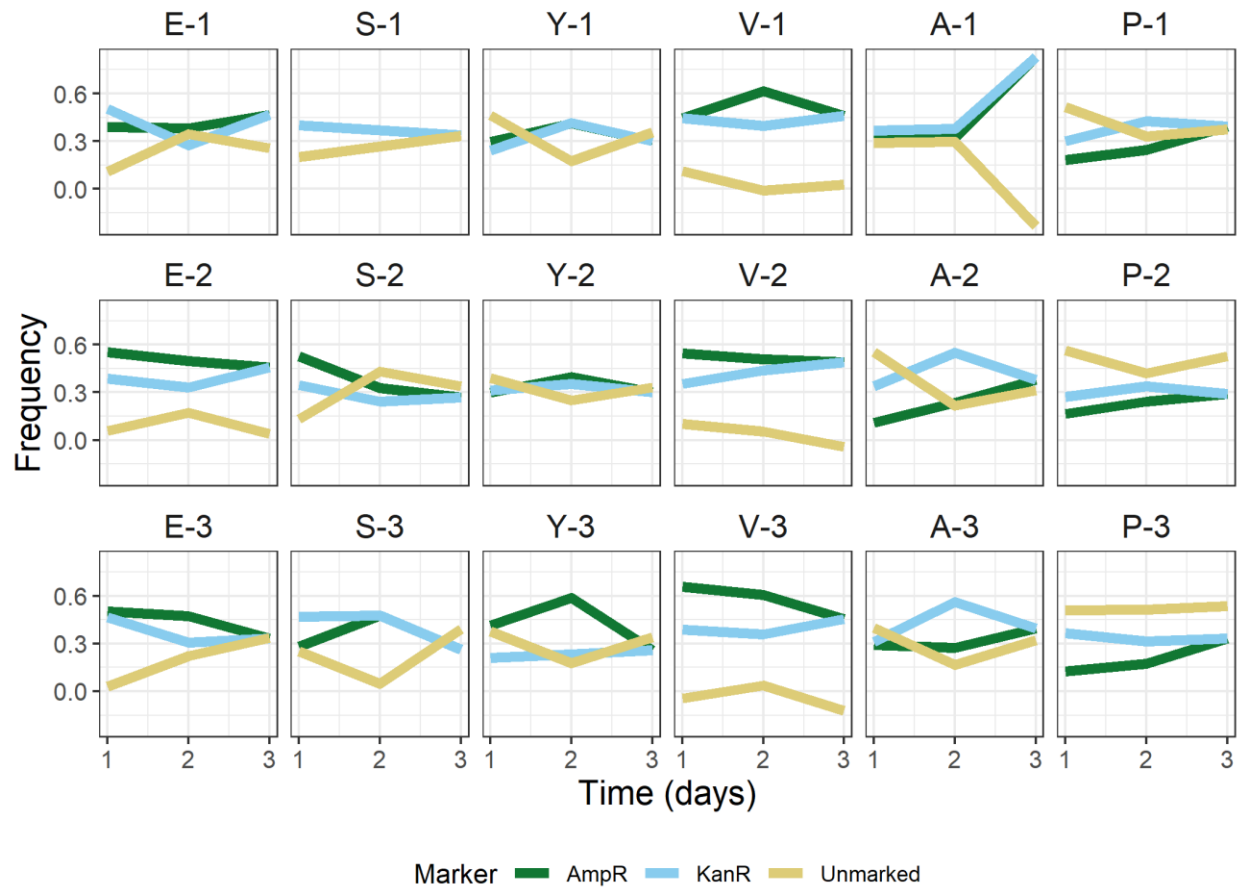 E-1 S-1 Y-1 V-1 A-1 P-1
0.6
0.3
0.0
E-2 S-2 Y-2 V-2 A-2 P-2
0.6
0.3
0.0
Frequency
E-3 S-3 Y-3 V-3 A-3 P-3
0.6
0.3
0.0
1 2 3 1 2 3 1 2 3 1 2 3 1 2 3 1 2 3
Time (days)
Marker AmpR KanR Unmarked